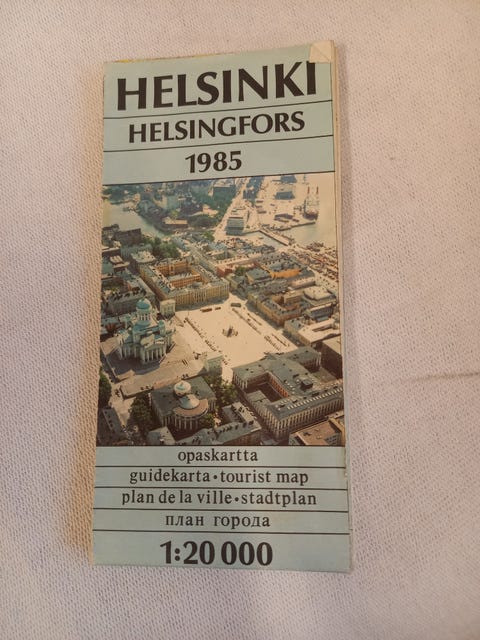 HELSINKI
HELSINGFORS
1985
opaskartta
guidekarta • tourist map
plan de la ville • stadtplan
план города
1:20 000